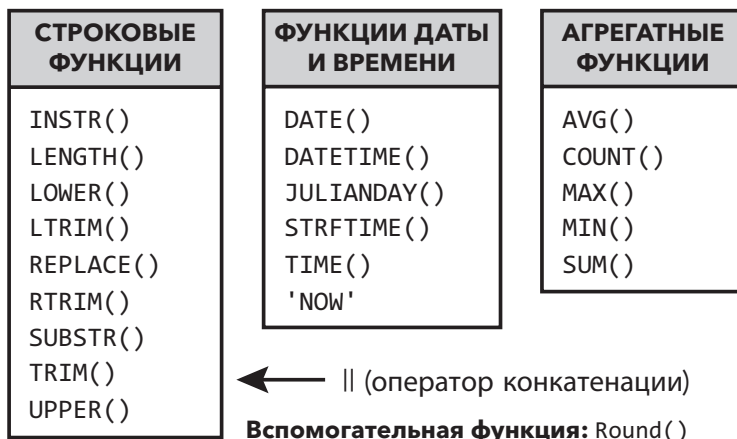 СТРОКОВЫЕ
ФУНКЦИИ
INSTR()
LENGTH()
LOWER()
LTRIM()
REPLACE()
RTRIM()
SUBSTR()
TRIM()
UPPER()
ФУНКЦИИ ДАТЫ
И ВРЕМЕНИ
DATE()
DATETIME()
JULIANDAY()
STRFTIME()
TIME()
'NOW'
АГРЕГАТНЫЕ
ФУНКЦИИ
AVG()
COUNT()
MAX()
MIN()
SUM()
|| (оператор конкатенации)
Вспомогательная функция: Round()